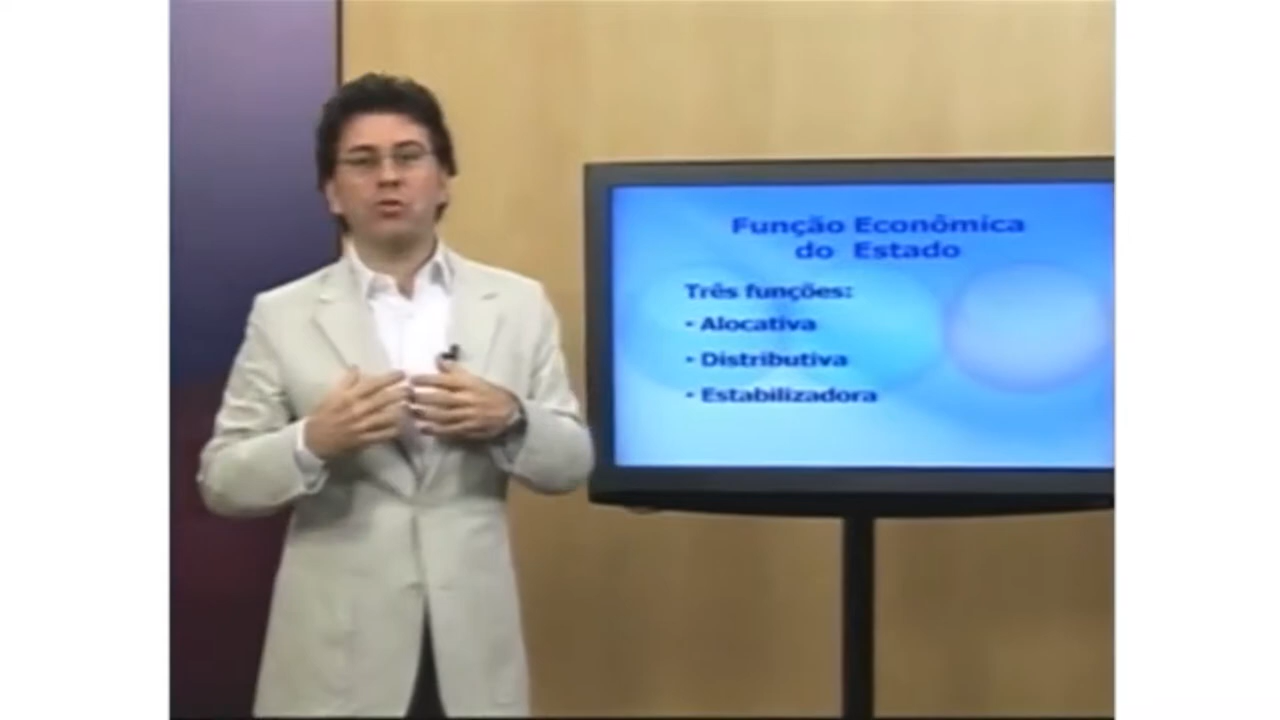 Função Econômica
do Estado
Três funções:
- Alocativa
- Distributiva
- Estabilizadora